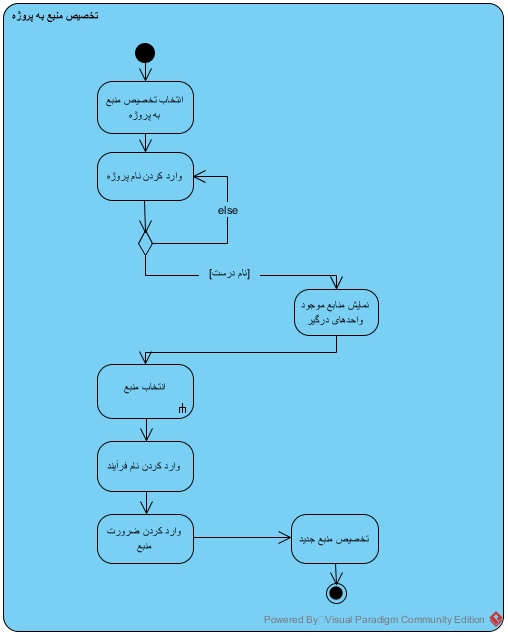 تخصیص منبع به پروژه
انتخاب تخصیص منبع
به پروژه
وارد کردن نام پروژه
else
[نام درست]
نمایش منابع موجود
واحدهای درگیر
انتخاب منبع
وارد کردن نام فرآیند
وارد کردن ضرورت
منبع
تخصیص منبع جدید
Powered By Visual Paradigm Community Edition